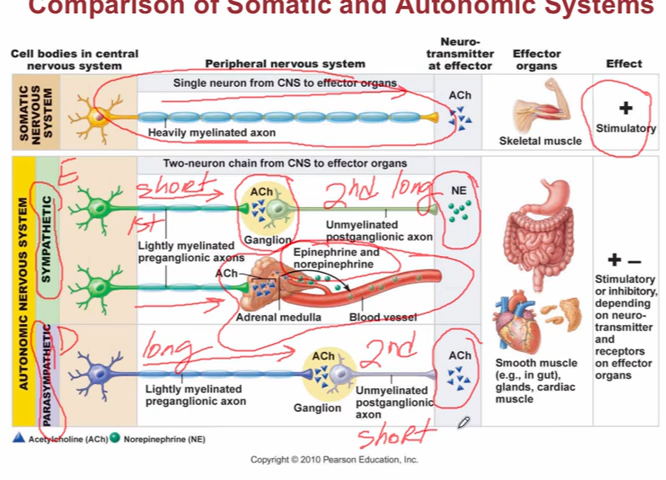 Comparison of Somatic and Autonomic Systems
Cell bodies in central
nervous system
Peripheral nervous system
Neuro-
transmitter
at effector
Effector
organs
Effect
SOMATIC
NERVOUS
SYSTEM
Single neuron from CNS to effector organs
Heavily myelinated axon
ACh
Skeletal muscle
+
Stimulatory
AUTONOMIC NERVOUS SYSTEM
SYMPATHETIC
E
Two-neuron chain from CNS to effector organs
short
1st
ACh
2nd long
NE
Ganglion
Unmyelinated
postganglionic axon
Lightly myelinated
preganglionic axons
Epinephrine and
norepinephrine
ACh
Adrenal medulla
Blood vessel
+ –
Stimulatory
or inhibitory,
depending
on neuro-
transmitter
and
receptors
on effector
organs
PARASYMPATHETIC
D
long
ACh
2nd
ACh
Lightly myelinated
preganglionic axon
Ganglion
Unmyelinated
postganglionic
axon
short
Smooth muscle
(e.g., in gut),
glands, cardiac
muscle
Acetylcholine (ACh) Norepinephrine (NE)
Copyright © 2010 Pearson Education, Inc.